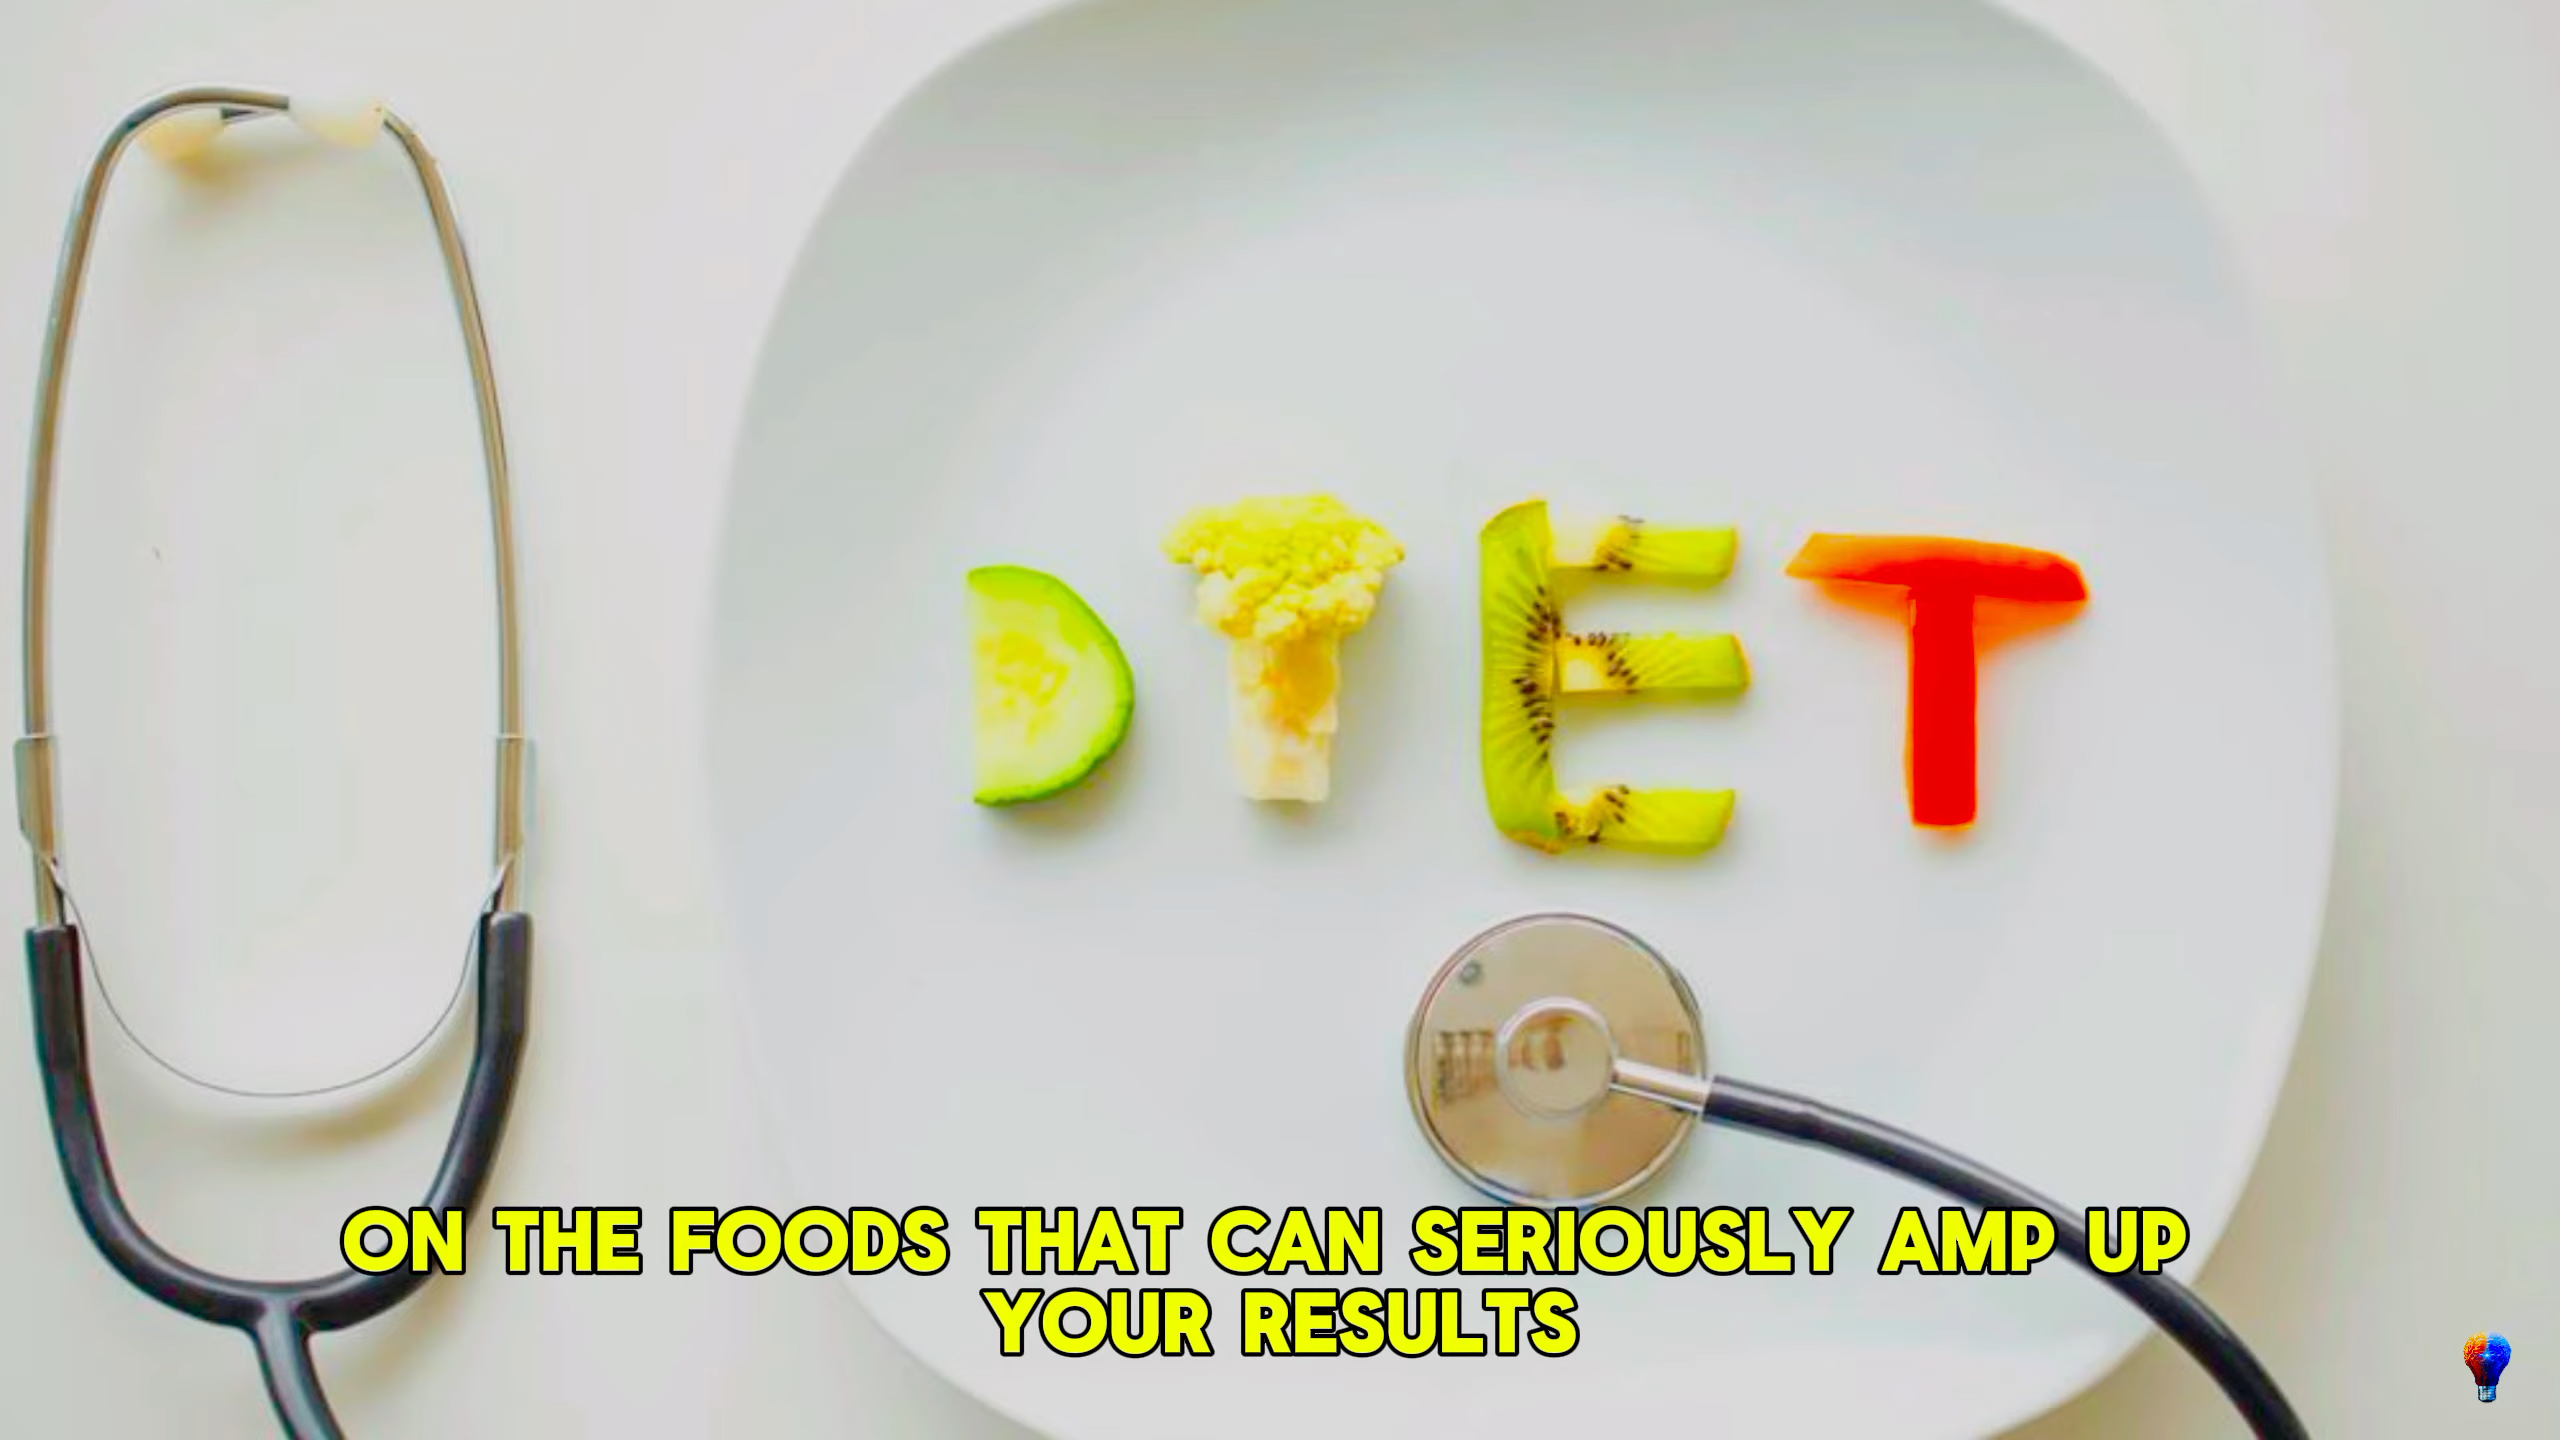 DIET
ON THE FOODS THAT CAN SERIOUSLY AMP UP
YOUR RESULTS